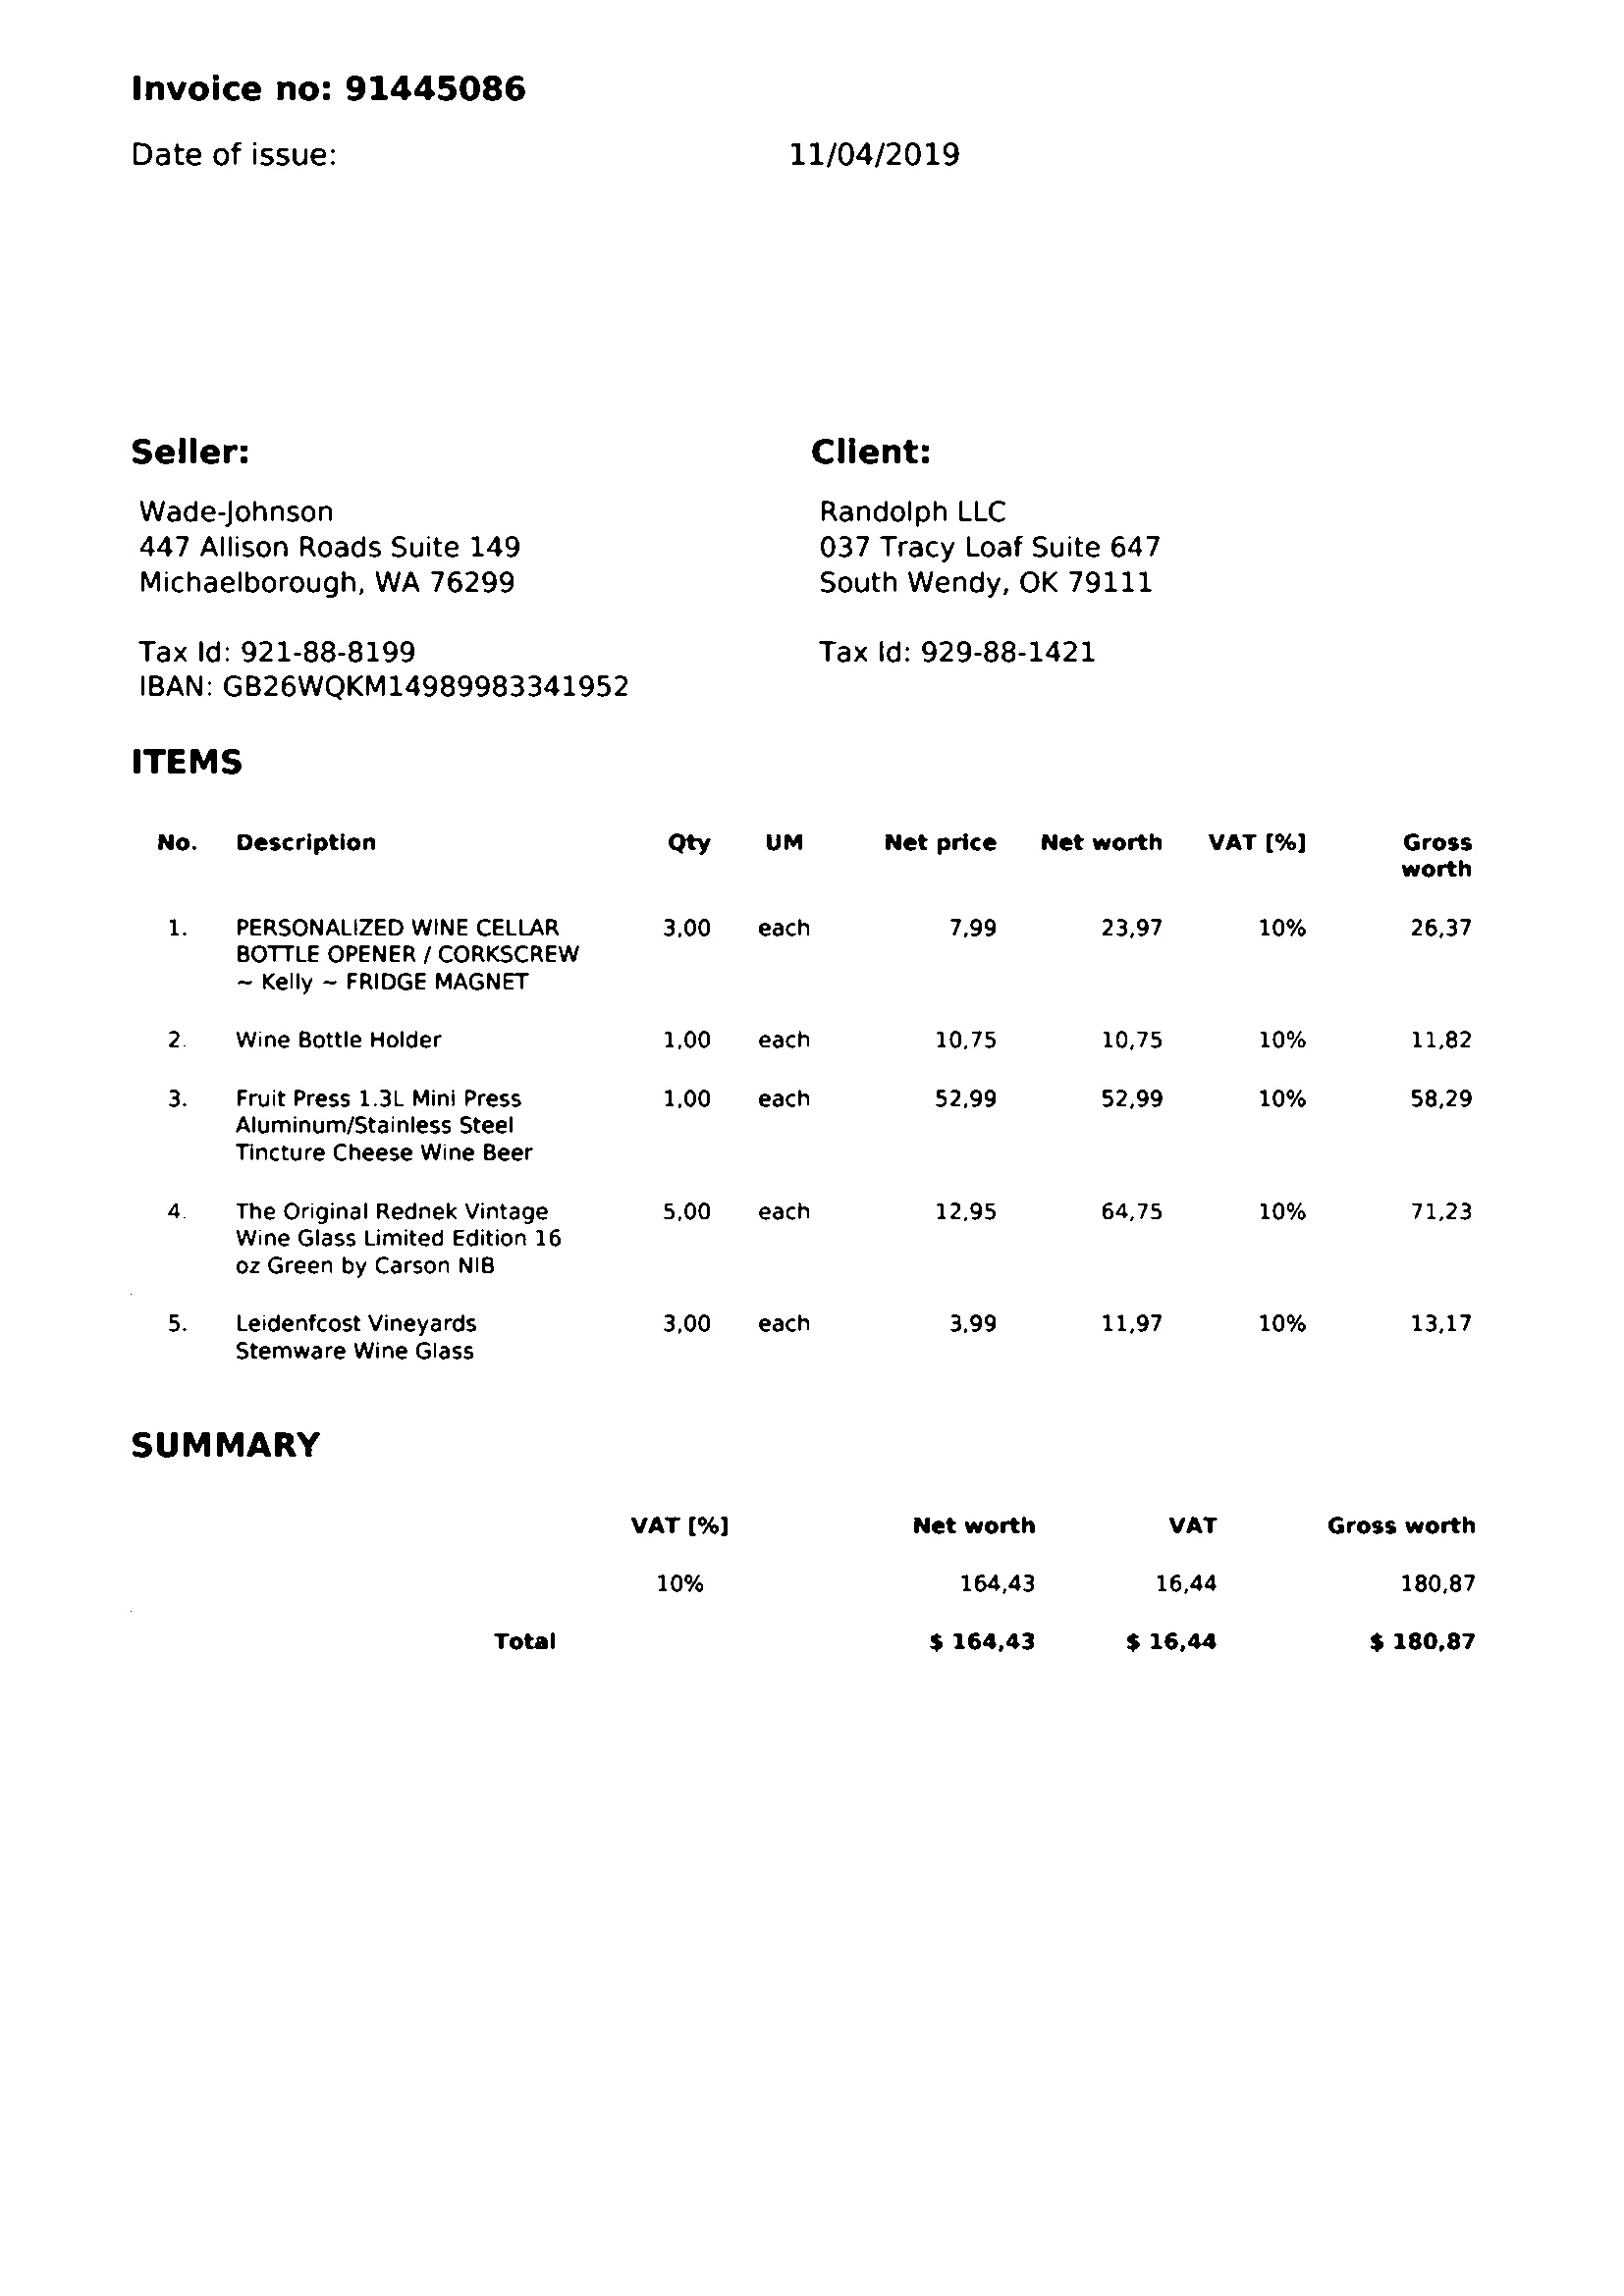 Invoice no: 91445086
Date of issue: 11/04/2019
Seller:
Wade-Johnson
447 Allison Roads Suite 149
Michaelborough, WA 76299
Tax Id: 921-88-8199
IBAN: GB26WQKM14989983341952
Client:
Randolph LLC
037 Tracy Loaf Suite 647
South Wendy, OK 79111
Tax Id: 929-88-1421
ITEMS
No. Description Qty UM Net price Net worth VAT [%] Gross
worth
1. PERSONALIZED WINE CELLAR 3,00 each 7,99 23,97 10% 26,37
BOTTLE OPENER / CORKSCREW
~ Kelly ~ FRIDGE MAGNET
2. Wine Bottle Holder 1,00 each 10,75 10,75 10% 11,82
3. Fruit Press 1.3L Mini Press 1,00 each 52,99 52,99 10% 58,29
Aluminum/Stainless Steel
Tincture Cheese Wine Beer
4. The Original Rednek Vintage 5,00 each 12,95 64,75 10% 71,23
Wine Glass Limited Edition 16
oz Green by Carson NIB
5. Leidenfcost Vineyards 3,00 each 3,99 11,97 10% 13,17
Stemware Wine Glass
SUMMARY
VAT [%] Net worth VAT Gross worth
10% 164,43 16,44 180,87
Total $ 164,43 $ 16,44 $ 180,87